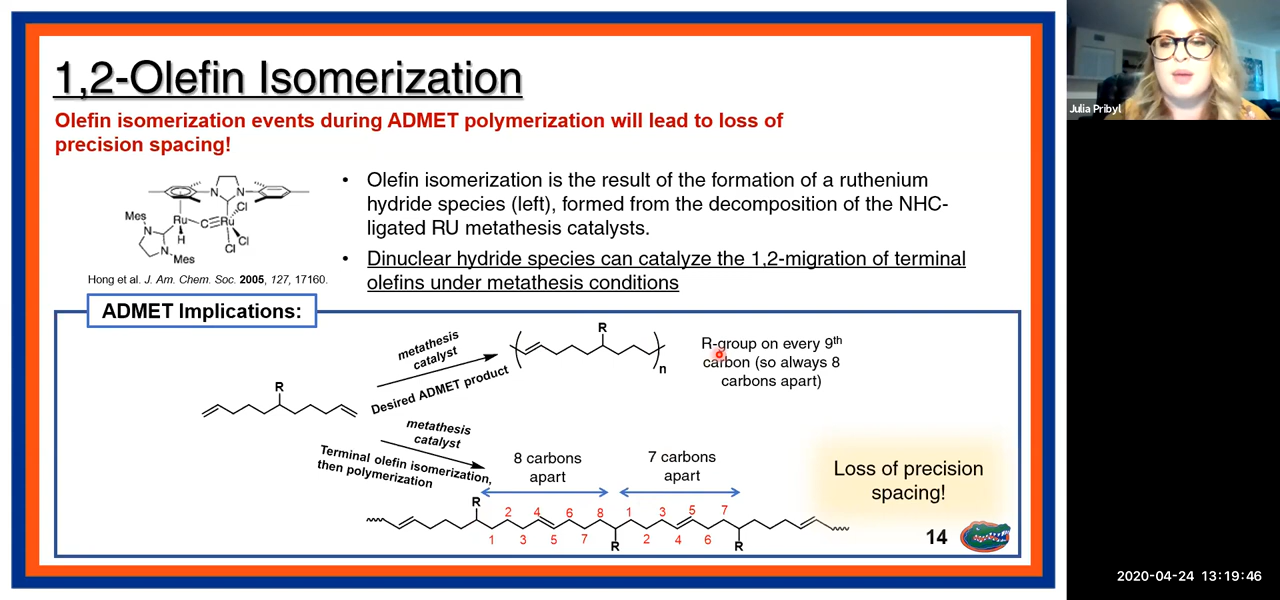 1,2-Olefin Isomerization
Olefin isomerization events during ADMET polymerization will lead to loss of
precision spacing!
N
N
Cl
Mes
Ru
C
Ru
N
H
Cl
Cl
N
Mes
Hong et al. J. Am. Chem. Soc. 2005, 127, 17160.
• Olefin isomerization is the result of the formation of a ruthenium
hydride species (left), formed from the decomposition of the NHC-
ligated RU metathesis catalysts.
• Dinuclear hydride species can catalyze the 1,2-migration of terminal
olefins under metathesis conditions
ADMET Implications:
R
metathesis
catalyst
Desired ADMET product
R
n
R-group on every 9th
carbon (so always 8
carbons apart)
metathesis
catalyst
Terminal olefin isomerization,
then polymerization
8 carbons
apart
7 carbons
apart
R
2 4 6 8 1 3 5 7
1 3 5 7 2 4 6
R
R
Loss of precision
spacing!
14
Julia Pribyl
2020-04-24 13:19:46